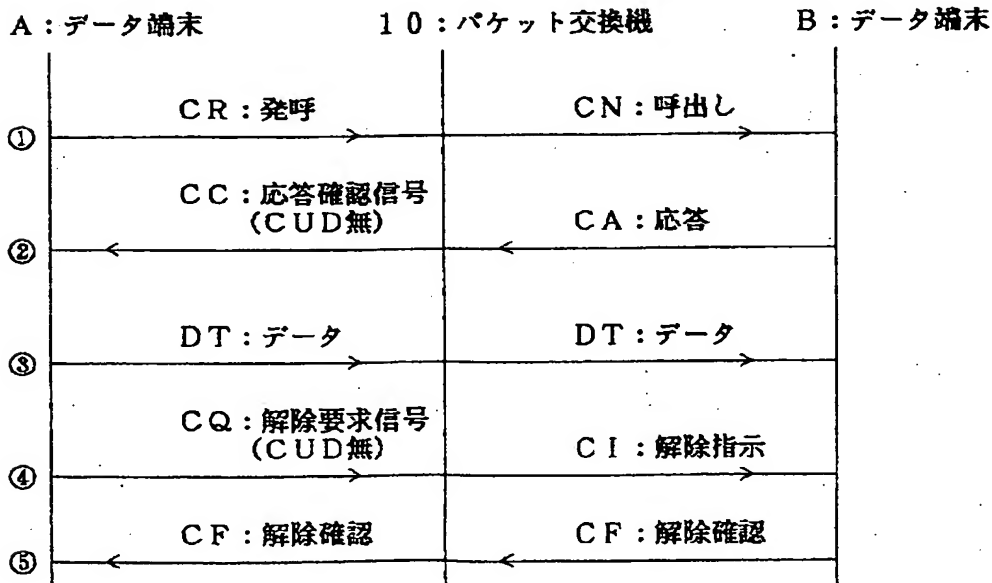 A：データ端末　　　10：パケット交換機　　　B：データ端末
CR：発呼　　　CN：呼出し
①
CC：応答確認信号
(CUD無)　　　CA：応答
②
DT：データ　　　DT：データ
③
CQ：解除要求信号
(CUD無)　　　CI：解除指示
④
CF：解除確認　　　CF：解除確認
⑤